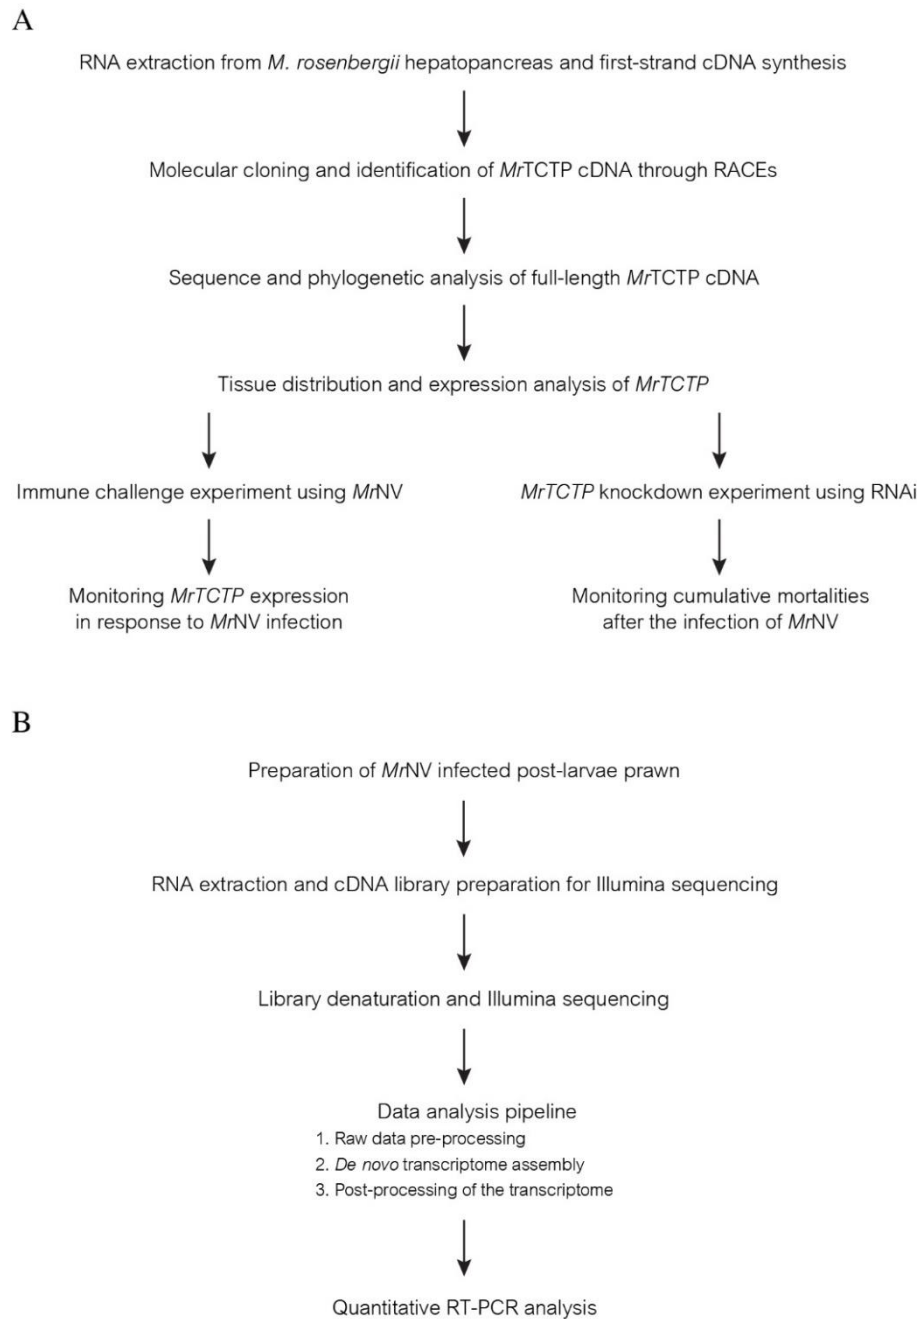 A
RNA extraction from M. rosenbergii hepatopancreas and first-strand cDNA synthesis
Molecular cloning and identification of MrTCTP cDNA through RACEs
Sequence and phylogenetic analysis of full-length MrTCTP cDNA
Tissue distribution and expression analysis of MrTCTP
Immune challenge experiment using MrNV
MrTCTP knockdown experiment using RNAi
Monitoring MrTCTP expression
in response to MrNV infection
Monitoring cumulative mortalities
after the infection of MrNV
B
Preparation of MrNV infected post-larvae prawn
RNA extraction and cDNA library preparation for Illumina sequencing
Library denaturation and Illumina sequencing
Data analysis pipeline
1. Raw data pre-processing
2. De novo transcriptome assembly
3. Post-processing of the transcriptome
Quantitative RT-PCR analysis